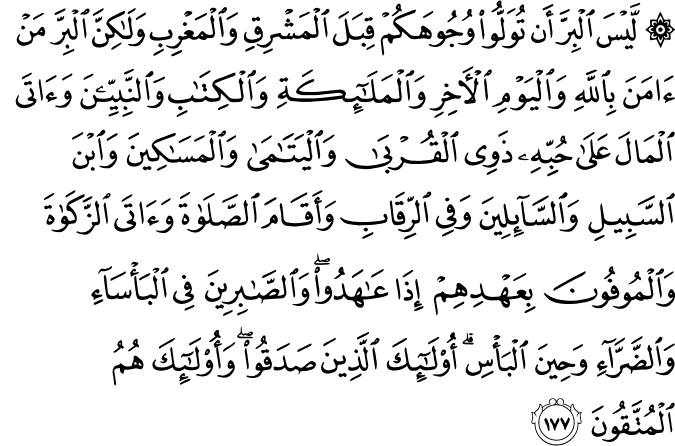 ۞ لَّيْسَ ٱلْبِرَّ أَن تُوَلُّوا۟ وُجُوهَكُمْ قِبَلَ ٱلْمَشْرِقِ وَٱلْمَغْرِبِ وَلَـٰكِنَّ ٱلْبِرَّ مَنْ
ءَامَنَ بِٱللَّهِ وَٱلْيَوْمِ ٱلْـَٔاخِرِ وَٱلْمَلَـٰٓئِكَةِ وَٱلْكِتَـٰبِ وَٱلنَّبِيِّـۧنَ وَءَاتَى
ٱلْمَالَ عَلَىٰ حُبِّهِۦ ذَوِى ٱلْقُرْبَىٰ وَٱلْيَتَـٰمَىٰ وَٱلْمَسَـٰكِينَ وَٱبْنَ
ٱلسَّبِيلِ وَٱلسَّآئِلِينَ وَفِى ٱلرِّقَابِ وَأَقَامَ ٱلصَّلَوٰةَ وَءَاتَى ٱلزَّكَوٰةَ
وَٱلْمُوفُونَ بِعَهْدِهِمْ إِذَا عَـٰهَدُوا۟ ۖ وَٱلصَّـٰبِرِينَ فِى ٱلْبَأْسَآءِ
وَٱلضَّرَّآءِ وَحِينَ ٱلْبَأْسِ ۗ أُو۟لَـٰٓئِكَ ٱلَّذِينَ صَدَقُوا۟ ۖ وَأُو۟لَـٰٓئِكَ هُمُ
ٱلْمُتَّقُونَ ١٧٧